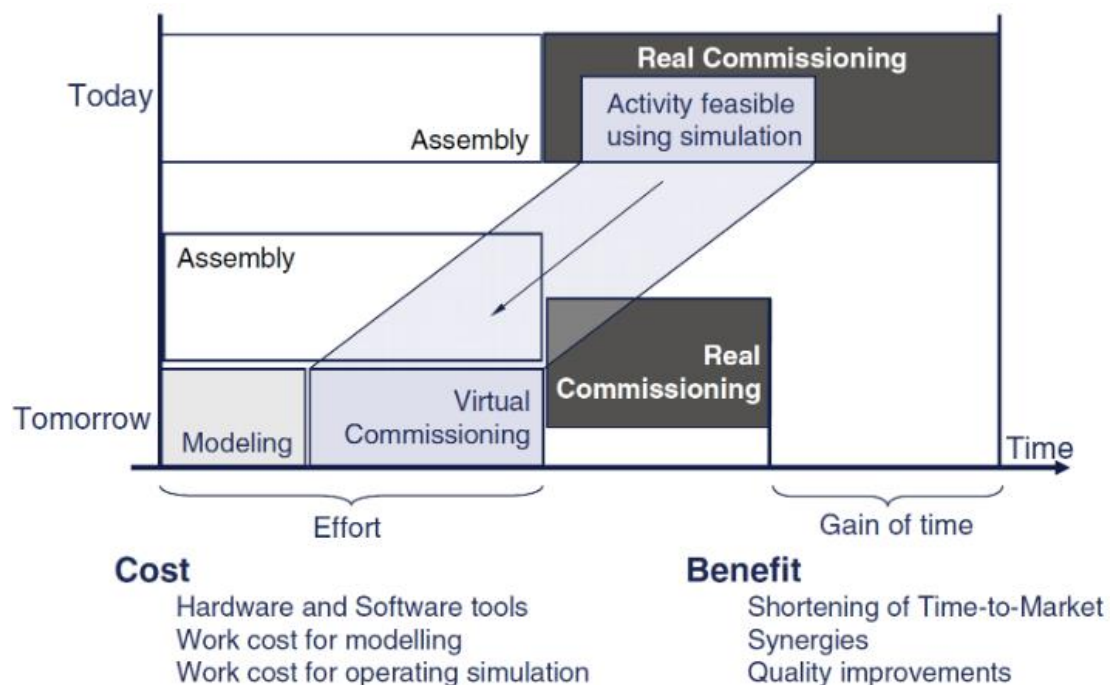 Real Commissioning
Today
Activity feasible
using simulation
Assembly
Assembly
Real
Commissioning
Virtual
Commissioning
Tomorrow
Modeling
Time
Effort
Gain of time
Cost
Hardware and Software tools
Work cost for modelling
Work cost for operating simulation
Benefit
Shortening of Time-to-Market
Synergies
Quality improvements